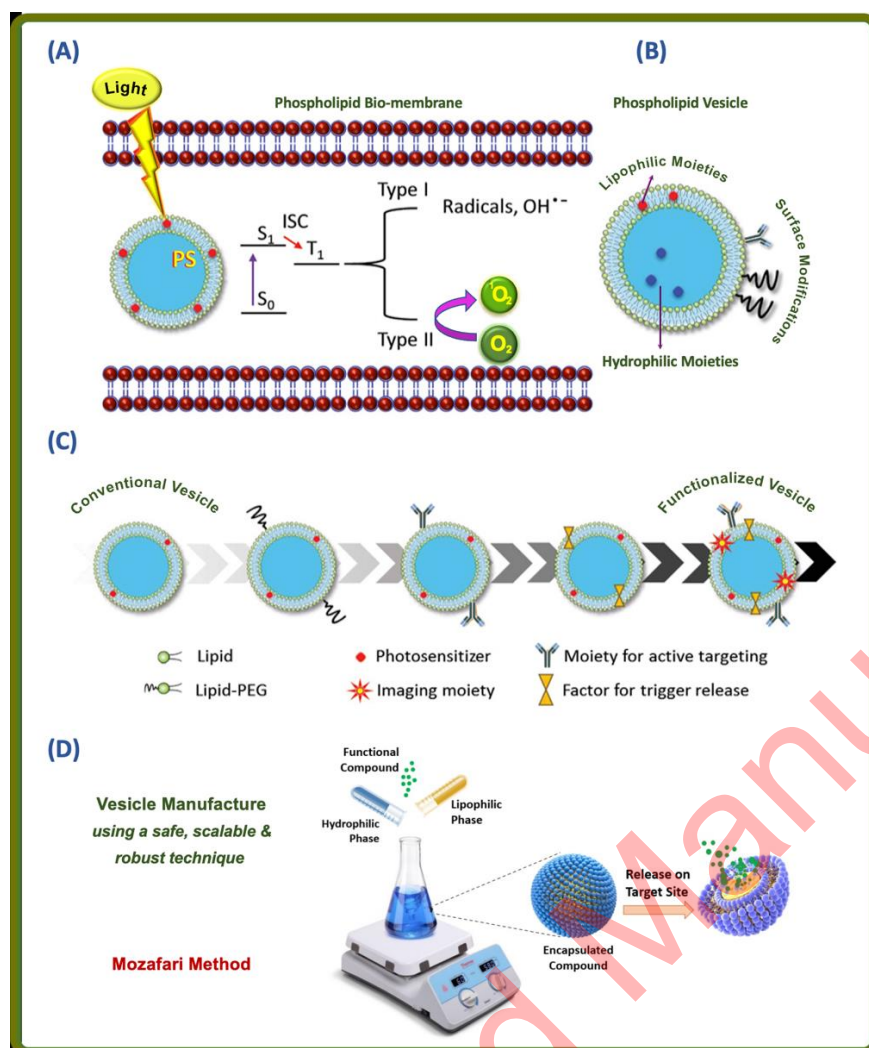 (A)
(B)
Light
Phospholipid Bio-membrane
Phospholipid Vesicle
Type I
Radicals, OH•−
ISC
S1
T1
PS
S0
Type II
1O2
O2
Lipophilic Moieties
Surface Modifications
Hydrophilic Moieties
(C)
Conventional Vesicle
Functionalized Vesicle
Lipid
Photosensitizer
Moiety for active targeting
Lipid-PEG
Imaging moiety
Factor for trigger release
(D)
Functional
Compound
Vesicle Manufacture
using a safe, scalable &
robust technique
Hydrophilic
Phase
Lipophilic
Phase
Release on
Target Site
Mozafari Method
Encapsulated
Compound
d Manu